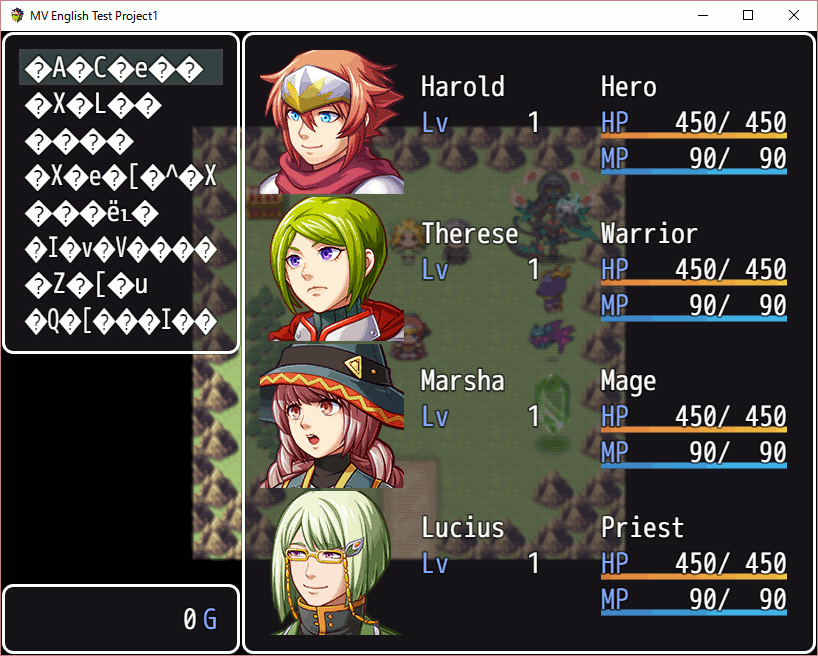 MV English Test Project1
�A�C�e��
�X�L��
����
�X�e�[�^�X
���ёւ�
�I�v�V����
�Z�[�u
�Q�[���I��
0 G
Harold Hero
Lv 1 HP 450/ 450
MP 90/ 90
Therese Warrior
Lv 1 HP 450/ 450
MP 90/ 90
Marsha Mage
Lv 1 HP 450/ 450
MP 90/ 90
Lucius Priest
Lv 1 HP 450/ 450
MP 90/ 90